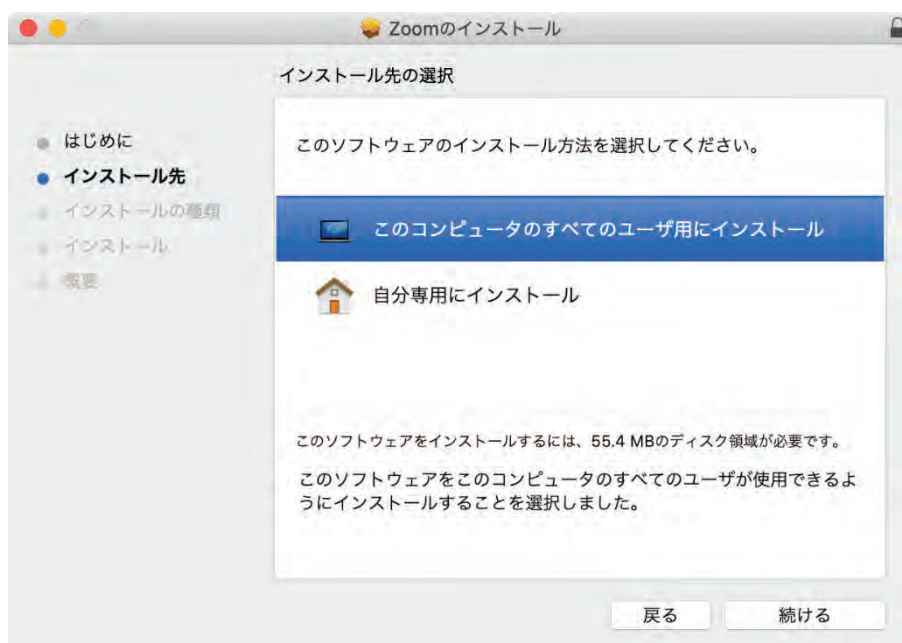 Zoomのインストール
インストール先の選択
はじめに
インストール先
インストールの種類
インストール
概要
このソフトウェアのインストール方法を選択してください。
このコンピュータのすべてのユーザ用にインストール
自分専用にインストール
このソフトウェアをインストールするには、55.4 MBのディスク領域が必要です。
このソフトウェアをこのコンピュータのすべてのユーザが使用できるよ
うにインストールすることを選択しました。
戻る
続ける